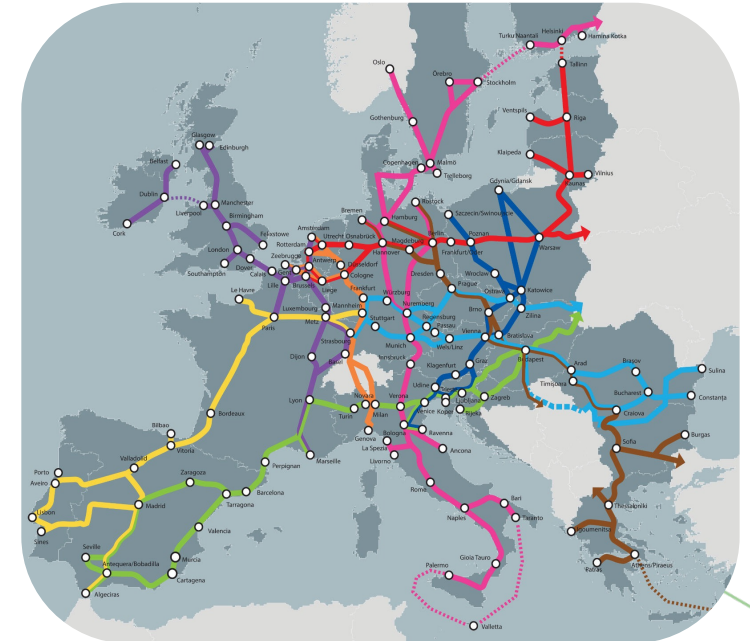 Helsinki
Turku Naantali
Hamina Kotka
Oslo
Tallinn
Örebro
Stockholm
Ventspils
Riga
Gothenburg
Glasgow
Edinburgh
Klaipeda
Belfast
Copenhagen
Malmö
Trelleborg
Vilnius
Kaunas
Gdynia/Gdansk
Dublin
Manchester
Liverpool
Rostock
Bremen
Hamburg
Szczecin/Swinoujscie
Cork
Birmingham
Felixstowe
Amsterdam
Utrecht
Osnabrück
Magdeburg
Berlin
Poznan
Warsaw
London
Rotterdam
Hannover
Frankfurt/Oder
Zeebrugge
Antwerp
Dover
Southampton
Calais
Düsseldorf
Cologne
Dresden
Wroclaw
Lille
Brussels
Liege
Prague
Katowice
Ostrava
Le Havre
Frankfurt
Würzburg
Luxembourg
Mannheim
Nuremberg
Brno
Zilina
Paris
Metz
Stuttgart
Regensburg
Passau
Strasbourg
Wels/Linz
Vienna
Bratislava
Munich
Budapest
Dijon
Basel
Innsbruck
Graz
Klagenfurt
Arad
Brașov
Sulina
Timișoara
Udine
Lyon
Novara
Milan
Verona
Venice
Koper
Ljubljana
Zagreb
Rijeka
Bucharest
Constanța
Turin
Craiova
Bordeaux
Genova
Bologna
Ravenna
Bilbao
Vitoria
La Spezia
Livorno
Ancona
Burgas
Sofia
Marseille
Perpignan
Valladolid
Porto
Zaragoza
Aveiro
Barcelona
Rome
Madrid
Tarragona
Bari
Thessaloniki
Lisbon
Naples
Taranto
Sines
Valencia
Igoumenitsa
Seville
Murcia
Gioia Tauro
Athens/Piraeus
Antequera/Bobadilla
Palermo
Patras
Cartagena
Algeciras
Valletta